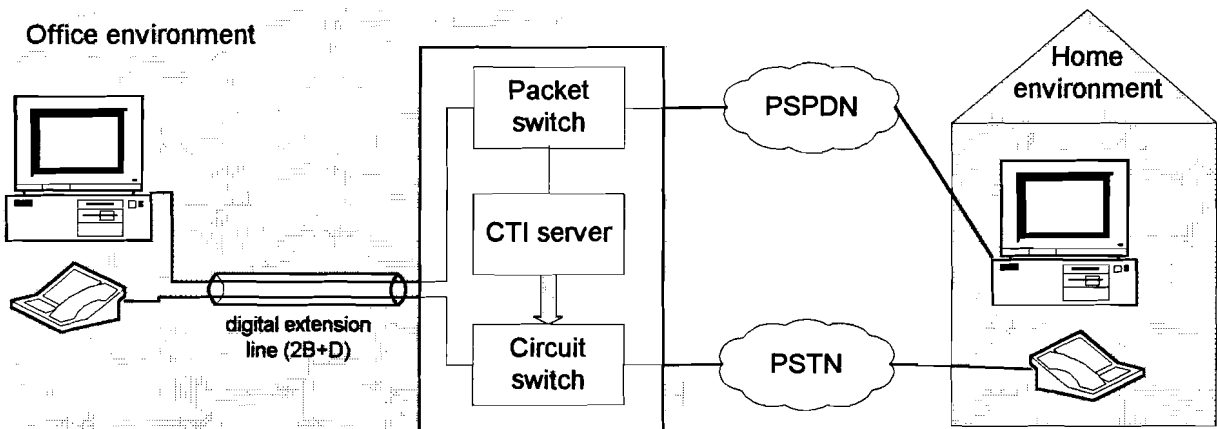 Office environment
Packet
switch
PSPDN
Home
environment
CTI server
digital extension
line (2B+D)
Circuit
switch
PSTN